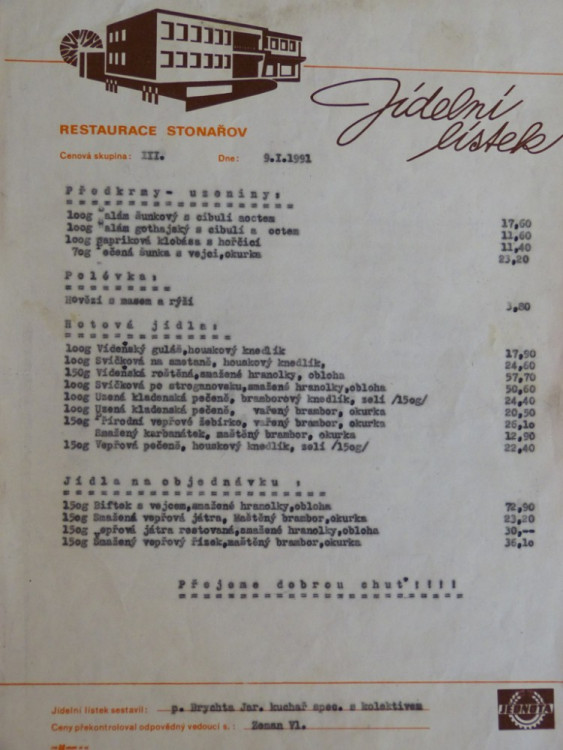 Jídelní
lístek
RESTAURACE STONAŘOV
Cenová skupina: III. Dne: 9.I.1991
Předkrmy- uzeniny:
100g alám šunkový s cibulí octem 17,60
100g alám gothajský s cibulí a octem 13,60
100g papriková klobása s hořčicí 11,40
70g ečená šunka s vejci,okurka 23,20
Polévka:
Hovězí s masem a rýží 3,80
Hotová jídla:
100g Vídeňský guláš,houskový knedlík 17,90
100g Svíčková na smetaně, houskový knedlík, 24,60
150g Vídeňská roštěná,smažené hranolky, obloha 57,70
100g Svíčková po stroganovsku,smažené hranolky,obloha 50,60
100g Uzená kladenská pečeně, bramborový knedlík, zelí /150g/ 24,40
100g Uzená kladenská pečeně, vařený brambor, okurka 20,50
150g Přírodní vepřové žebírko, vařený brambor, okurka 26,10
Smažený karbanátek, maštěný brambor, okurka 12,90
150g Vepřová pečeně, houskový knedlík, zelí /150g/ 22,40
Jídla na objednávku :
150g Biftek s vejcem,smažené hranolky,obloha 72,90
150g Smažená vepřová játra, Maštěný brambor,okurka 23,20
150g epřová játra restovaná,smažené hranolky,obloha 30,--
150g Smažený vepřový řízek,maštěný brambor,okurka 36,10
Přejeme dobrou chuť!!!!
Jídelní lístek sestavil: p. Brychta Jar. kuchař spec. s kolektivem
Ceny překontroloval odpovědný vedoucí s.: Zeman Vl.
JEDNOTA